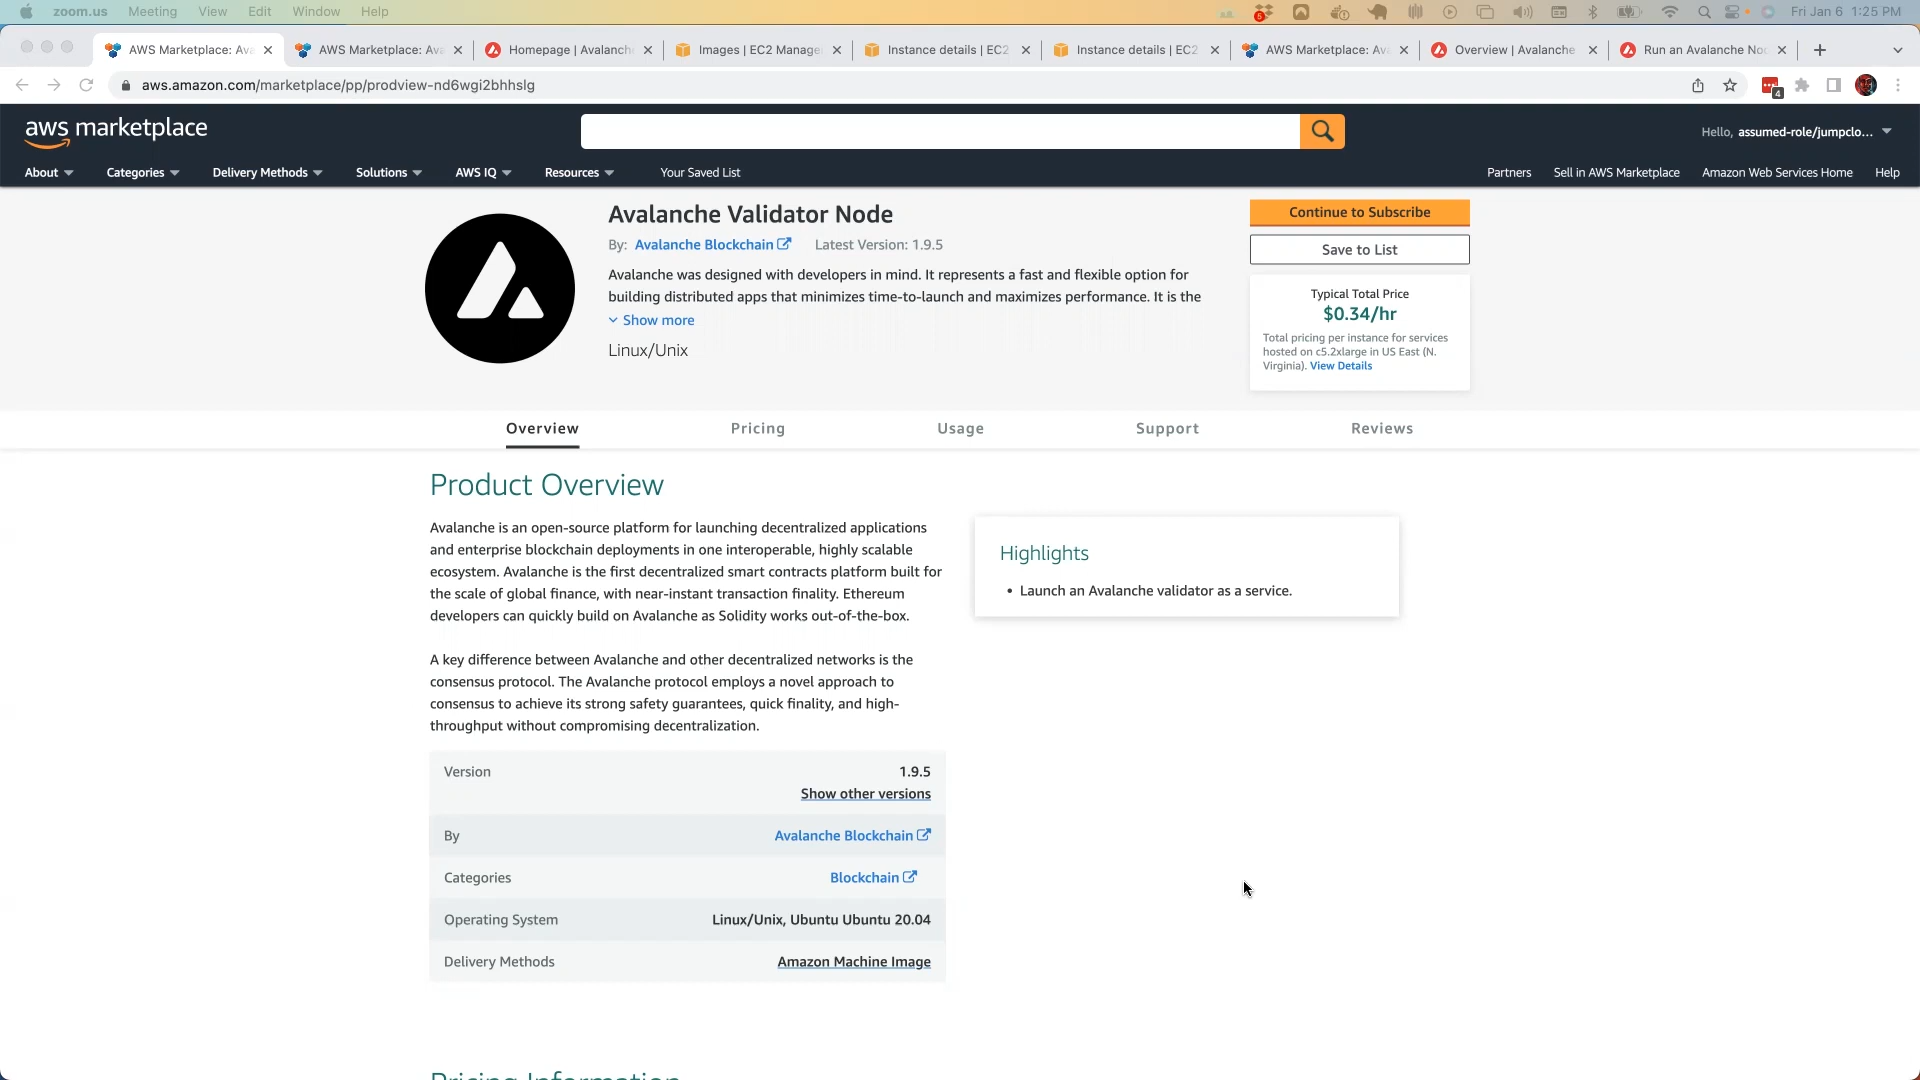 zoom.us Meeting View Edit Window Help
5
Fri Jan 6 1:25 PM
AWS Marketplace: Ava
AWS Marketplace: Ava
Homepage | Avalanch
Images | EC2 Manage
Instance details | EC2
Instance details | EC2
AWS Marketplace: Ava
Overview | Avalanche
Run an Avalanche No
aws.amazon.com/marketplace/pp/prodview-nd6wgi2bhhslg
4
aws marketplace
Hello, assumed-role/jumpclo...
About
Categories
Delivery Methods
Solutions
AWS IQ
Resources
Your Saved List
Partners
Sell in AWS Marketplace
Amazon Web Services Home
Help
Avalanche Validator Node
By: Avalanche Blockchain Latest Version: 1.9.5
Avalanche was designed with developers in mind. It represents a fast and flexible option for
building distributed apps that minimizes time-to-launch and maximizes performance. It is the
Show more
Linux/Unix
Continue to Subscribe
Save to List
Typical Total Price
$0.34/hr
Total pricing per instance for services
hosted on c5.2xlarge in US East (N.
Virginia). View Details
Overview
Pricing
Usage
Support
Reviews
Product Overview
Avalanche is an open-source platform for launching decentralized applications
and enterprise blockchain deployments in one interoperable, highly scalable
ecosystem. Avalanche is the first decentralized smart contracts platform built for
the scale of global finance, with near-instant transaction finality. Ethereum
developers can quickly build on Avalanche as Solidity works out-of-the-box.
A key difference between Avalanche and other decentralized networks is the
consensus protocol. The Avalanche protocol employs a novel approach to
consensus to achieve its strong safety guarantees, quick finality, and high-
throughput without compromising decentralization.
Highlights
• Launch an Avalanche validator as a service.
Version 1.9.5
Show other versions
By Avalanche Blockchain
Categories Blockchain
Operating System Linux/Unix, Ubuntu Ubuntu 20.04
Delivery Methods Amazon Machine Image
Pricing Information